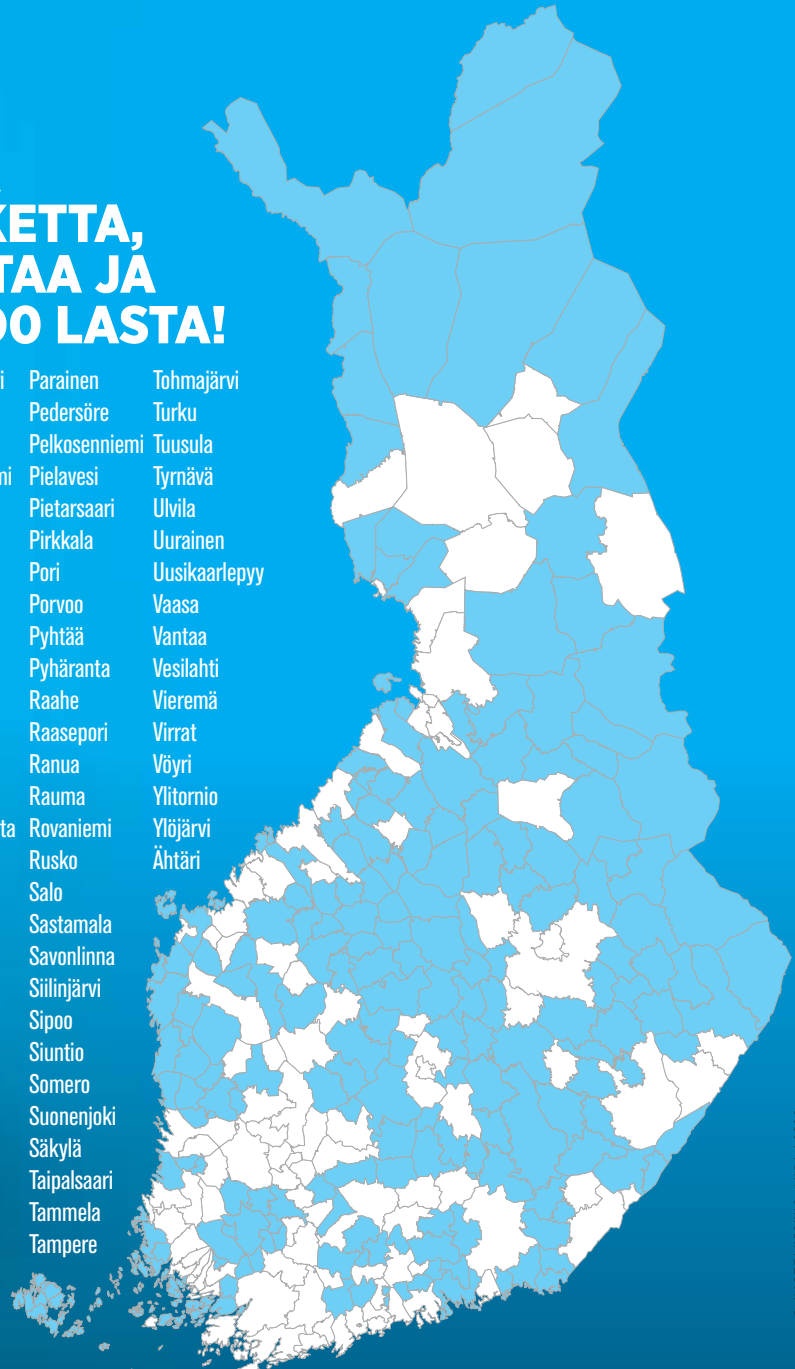 KETTA,
TAA JA
00 LASTA!
Parainen
Pedersöre
Pelkosenniemi
Pielavesi
Pietarsaari
Pirkkala
Pori
Porvoo
Pyhtää
Pyhäranta
Raahe
Raasepori
Ranua
Rauma
Rovaniemi
Rusko
Salo
Sastamala
Savonlinna
Siilinjärvi
Sipoo
Siuntio
Somero
Suonenjoki
Säkylä
Taipalsaari
Tammela
Tampere
Tohmajärvi
Turku
Tuusula
Tyrnävä
Ulvila
Uurainen
Uusikaarlepyy
Vaasa
Vantaa
Vesilahti
Vieremä
Virrat
Vöyri
Ylitornio
Ylöjärvi
Ähtäri